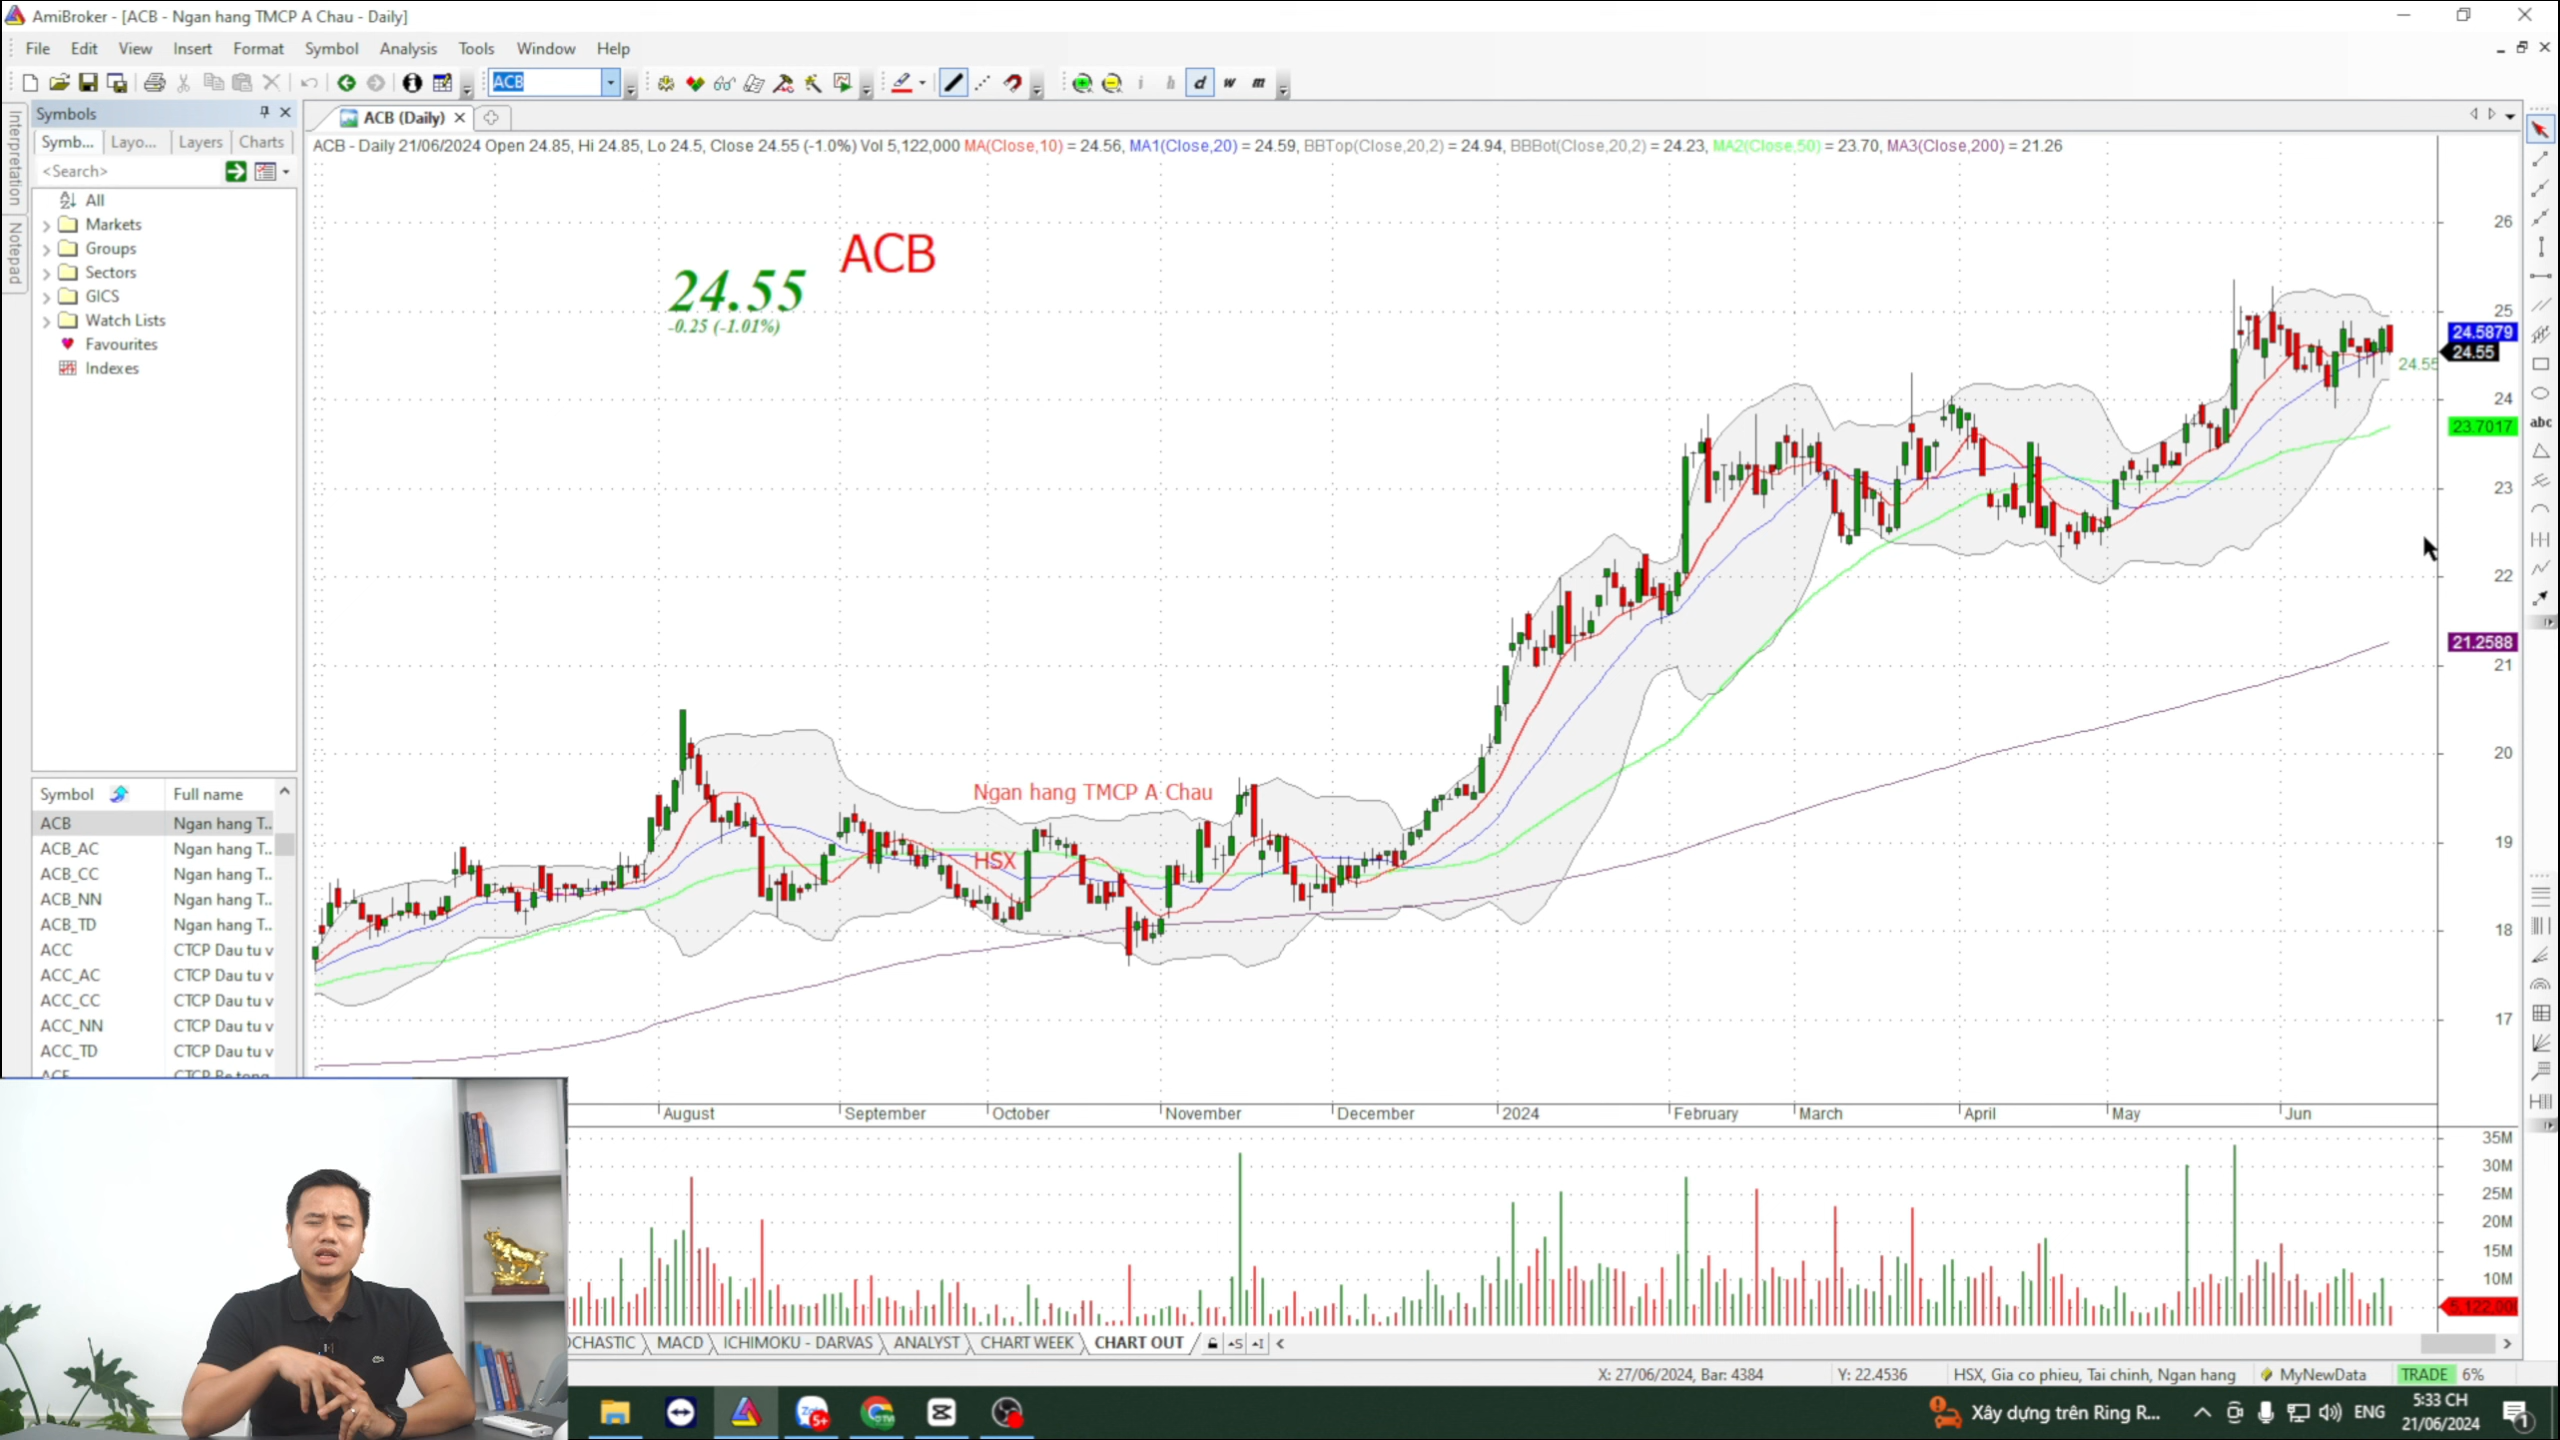 AmiBroker - [ACB - Ngan hang TMCP A Chau - Daily]
File Edit View Insert Format Symbol Analysis Tools Window Help
ACB
d w m
Interpretation
Notepad
Symbols
Symb... Layo... Layers Charts
<Search>
All
Markets
Groups
Sectors
GICS
Watch Lists
Favourites
Indexes
Symbol Full name
ACB Ngan hang T..
ACB_AC Ngan hang T..
ACB_CC Ngan hang T..
ACB_NN Ngan hang T..
ACB_TD Ngan hang T..
ACC CTCP Dau tu v
ACC_AC CTCP Dau tu v
ACC_CC CTCP Dau tu v
ACC_NN CTCP Dau tu v
ACC_TD CTCP Dau tu v
ACB (Daily)
ACB - Daily 21/06/2024 Open 24.85, Hi 24.85, Lo 24.5, Close 24.55 (-1.0%) Vol 5,122,000 MA(Close,10) = 24.56, MA1(Close,20) = 24.59, BBTop(Close,20,2) = 24.94, BBBot(Close,20,2) = 24.23, MA2(Close,50) = 23.70, MA3(Close,200) = 21.26
ACB
24.55
-0.25 (-1.01%)
Ngan hang TMCP A Chau
HSX
26
25
24.5879
24.55
24.55
24
23.7017
23
22
21.2588
21
20
19
18
17
abc
August September October November December 2024 February March April May Jun
35M
30M
25M
20M
15M
10M
5,122,00
OCHASTIC MACD ICHIMOKU - DARVAS ANALYST CHART WEEK CHART OUT
X: 27/06/2024, Bar: 4384 Y: 22.4536 HSX, Gia co phieu, Tai chinh, Ngan hang MyNewData TRADE 6%
Xây dựng trên Ring R... ENG
5:33 CH
21/06/2024
1